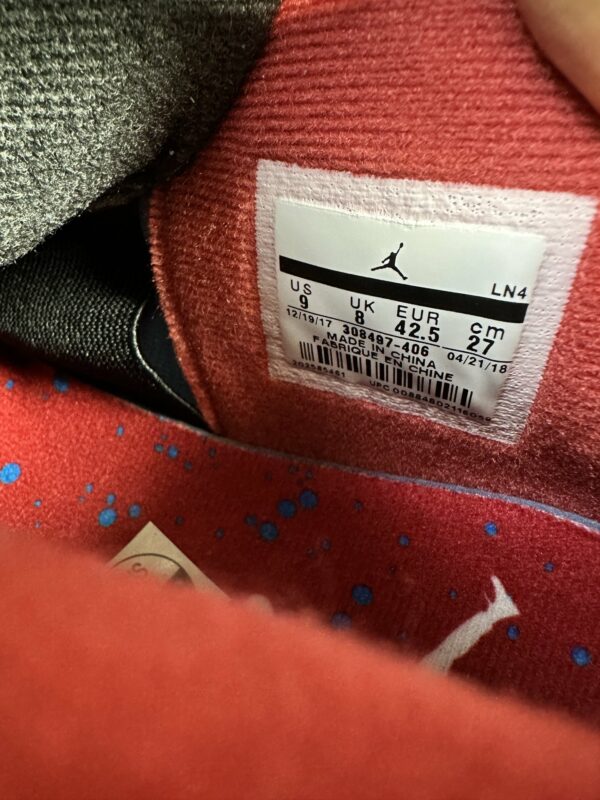 LN4
US UK EUR cm
9 8 42.5 27
12/19/17 308497-406 04/21/18
MADE IN CHINA
FABRIQUE EN CHINE